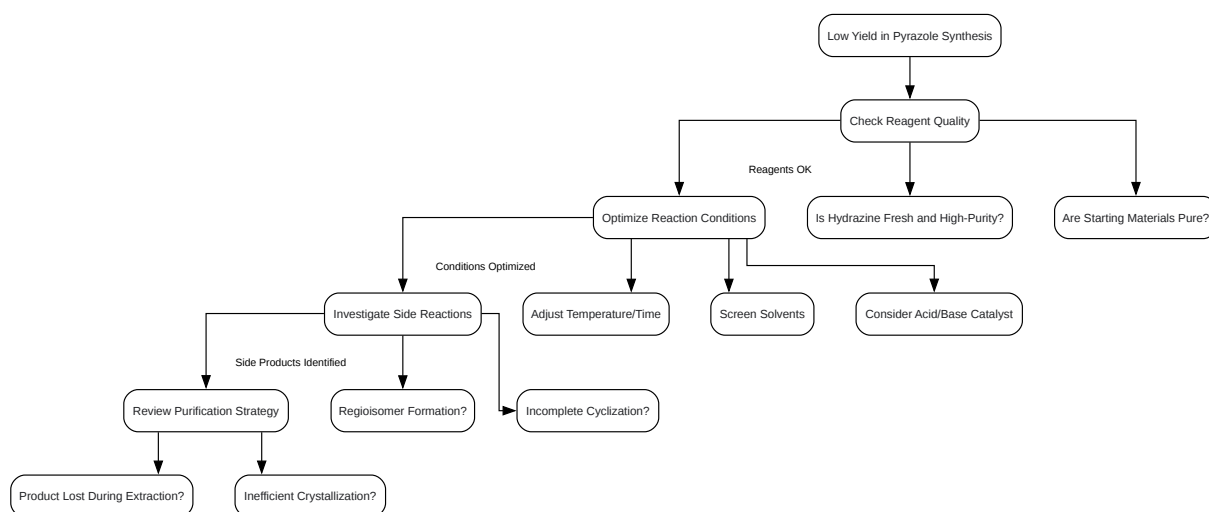 Low Yield in Pyrazole Synthesis
Check Reagent Quality
Reagents OK
Optimize Reaction Conditions
Is Hydrazine Fresh and High-Purity?
Are Starting Materials Pure?
Conditions Optimized
Investigate Side Reactions
Adjust Temperature/Time
Screen Solvents
Consider Acid/Base Catalyst
Side Products Identified
Review Purification Strategy
Regioisomer Formation?
Incomplete Cyclization?
Product Lost During Extraction?
Inefficient Crystallization?